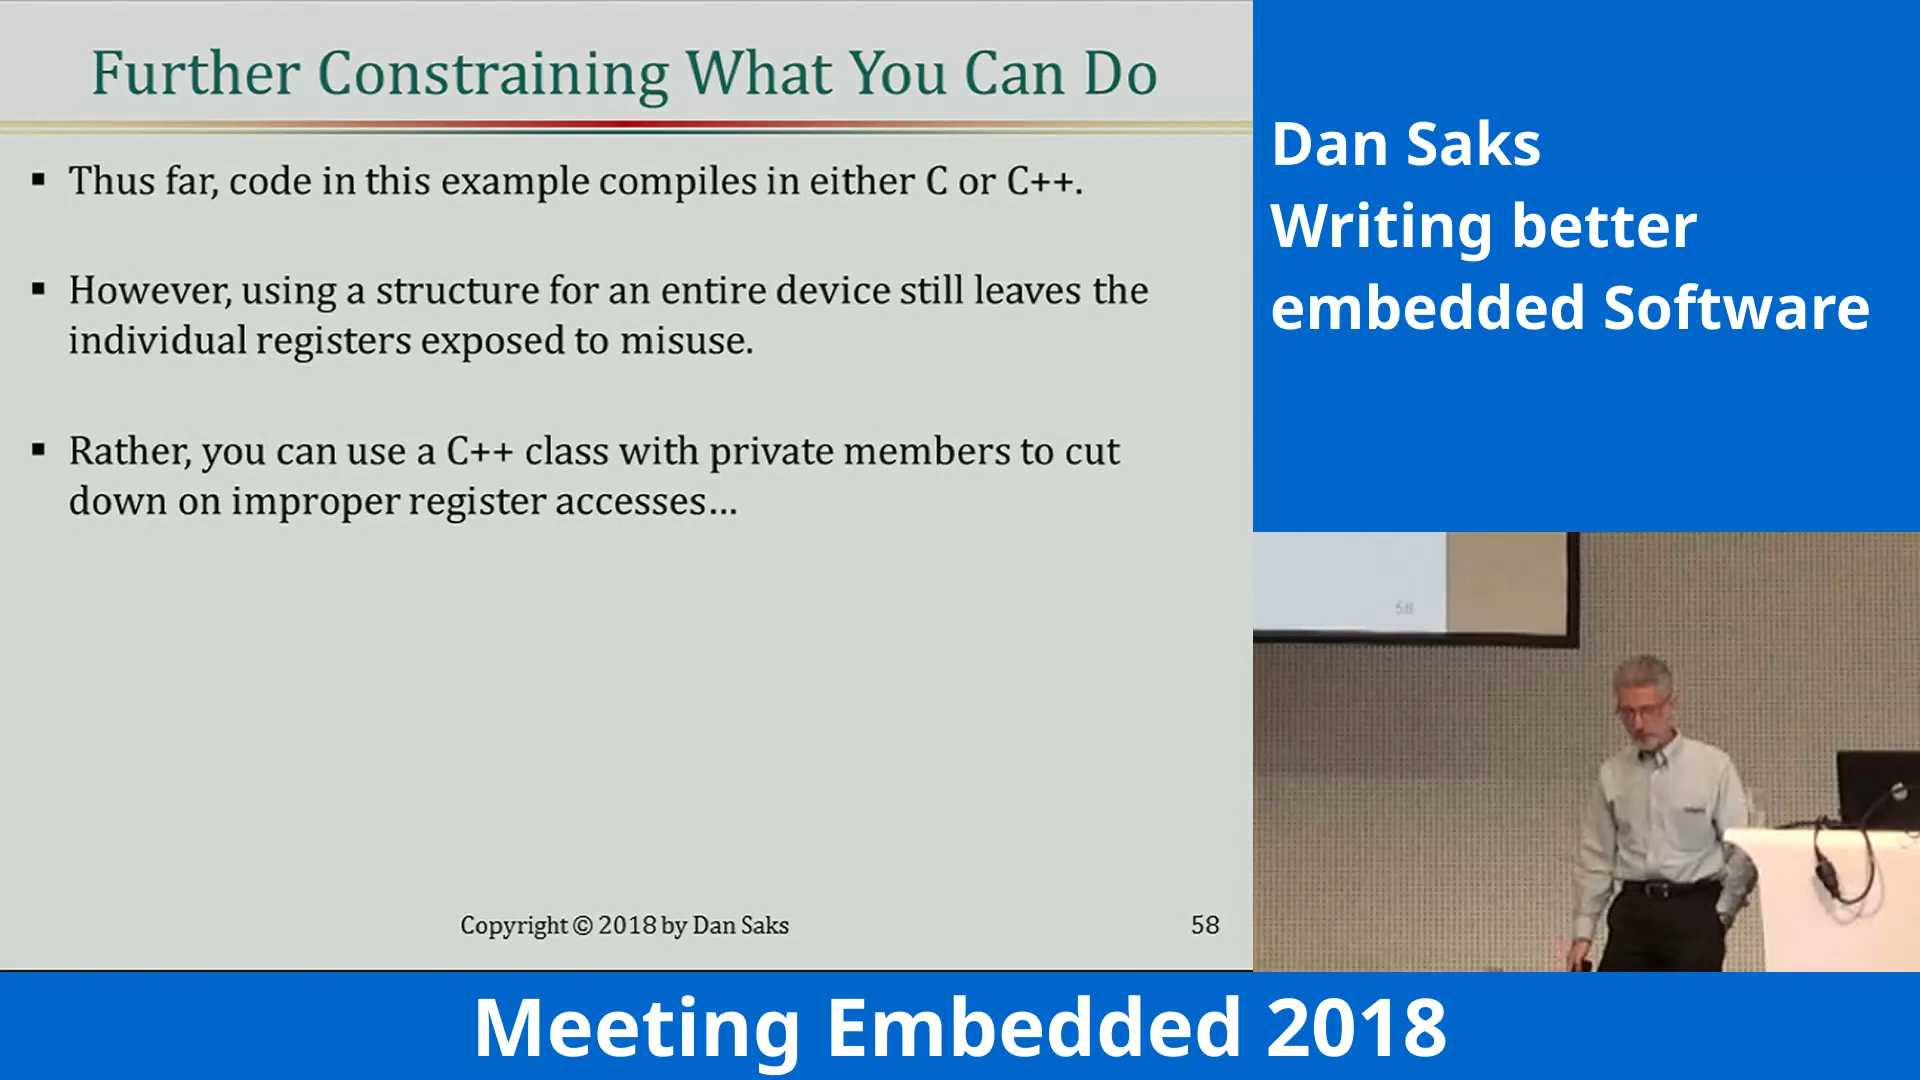 Further Constraining What You Can Do
▪ Thus far, code in this example compiles in either C or C++.
▪ However, using a structure for an entire device still leaves the
individual registers exposed to misuse.
▪ Rather, you can use a C++ class with private members to cut
down on improper register accesses…
Copyright © 2018 by Dan Saks
58
Dan Saks
Writing better
embedded Software
58
Meeting Embedded 2018